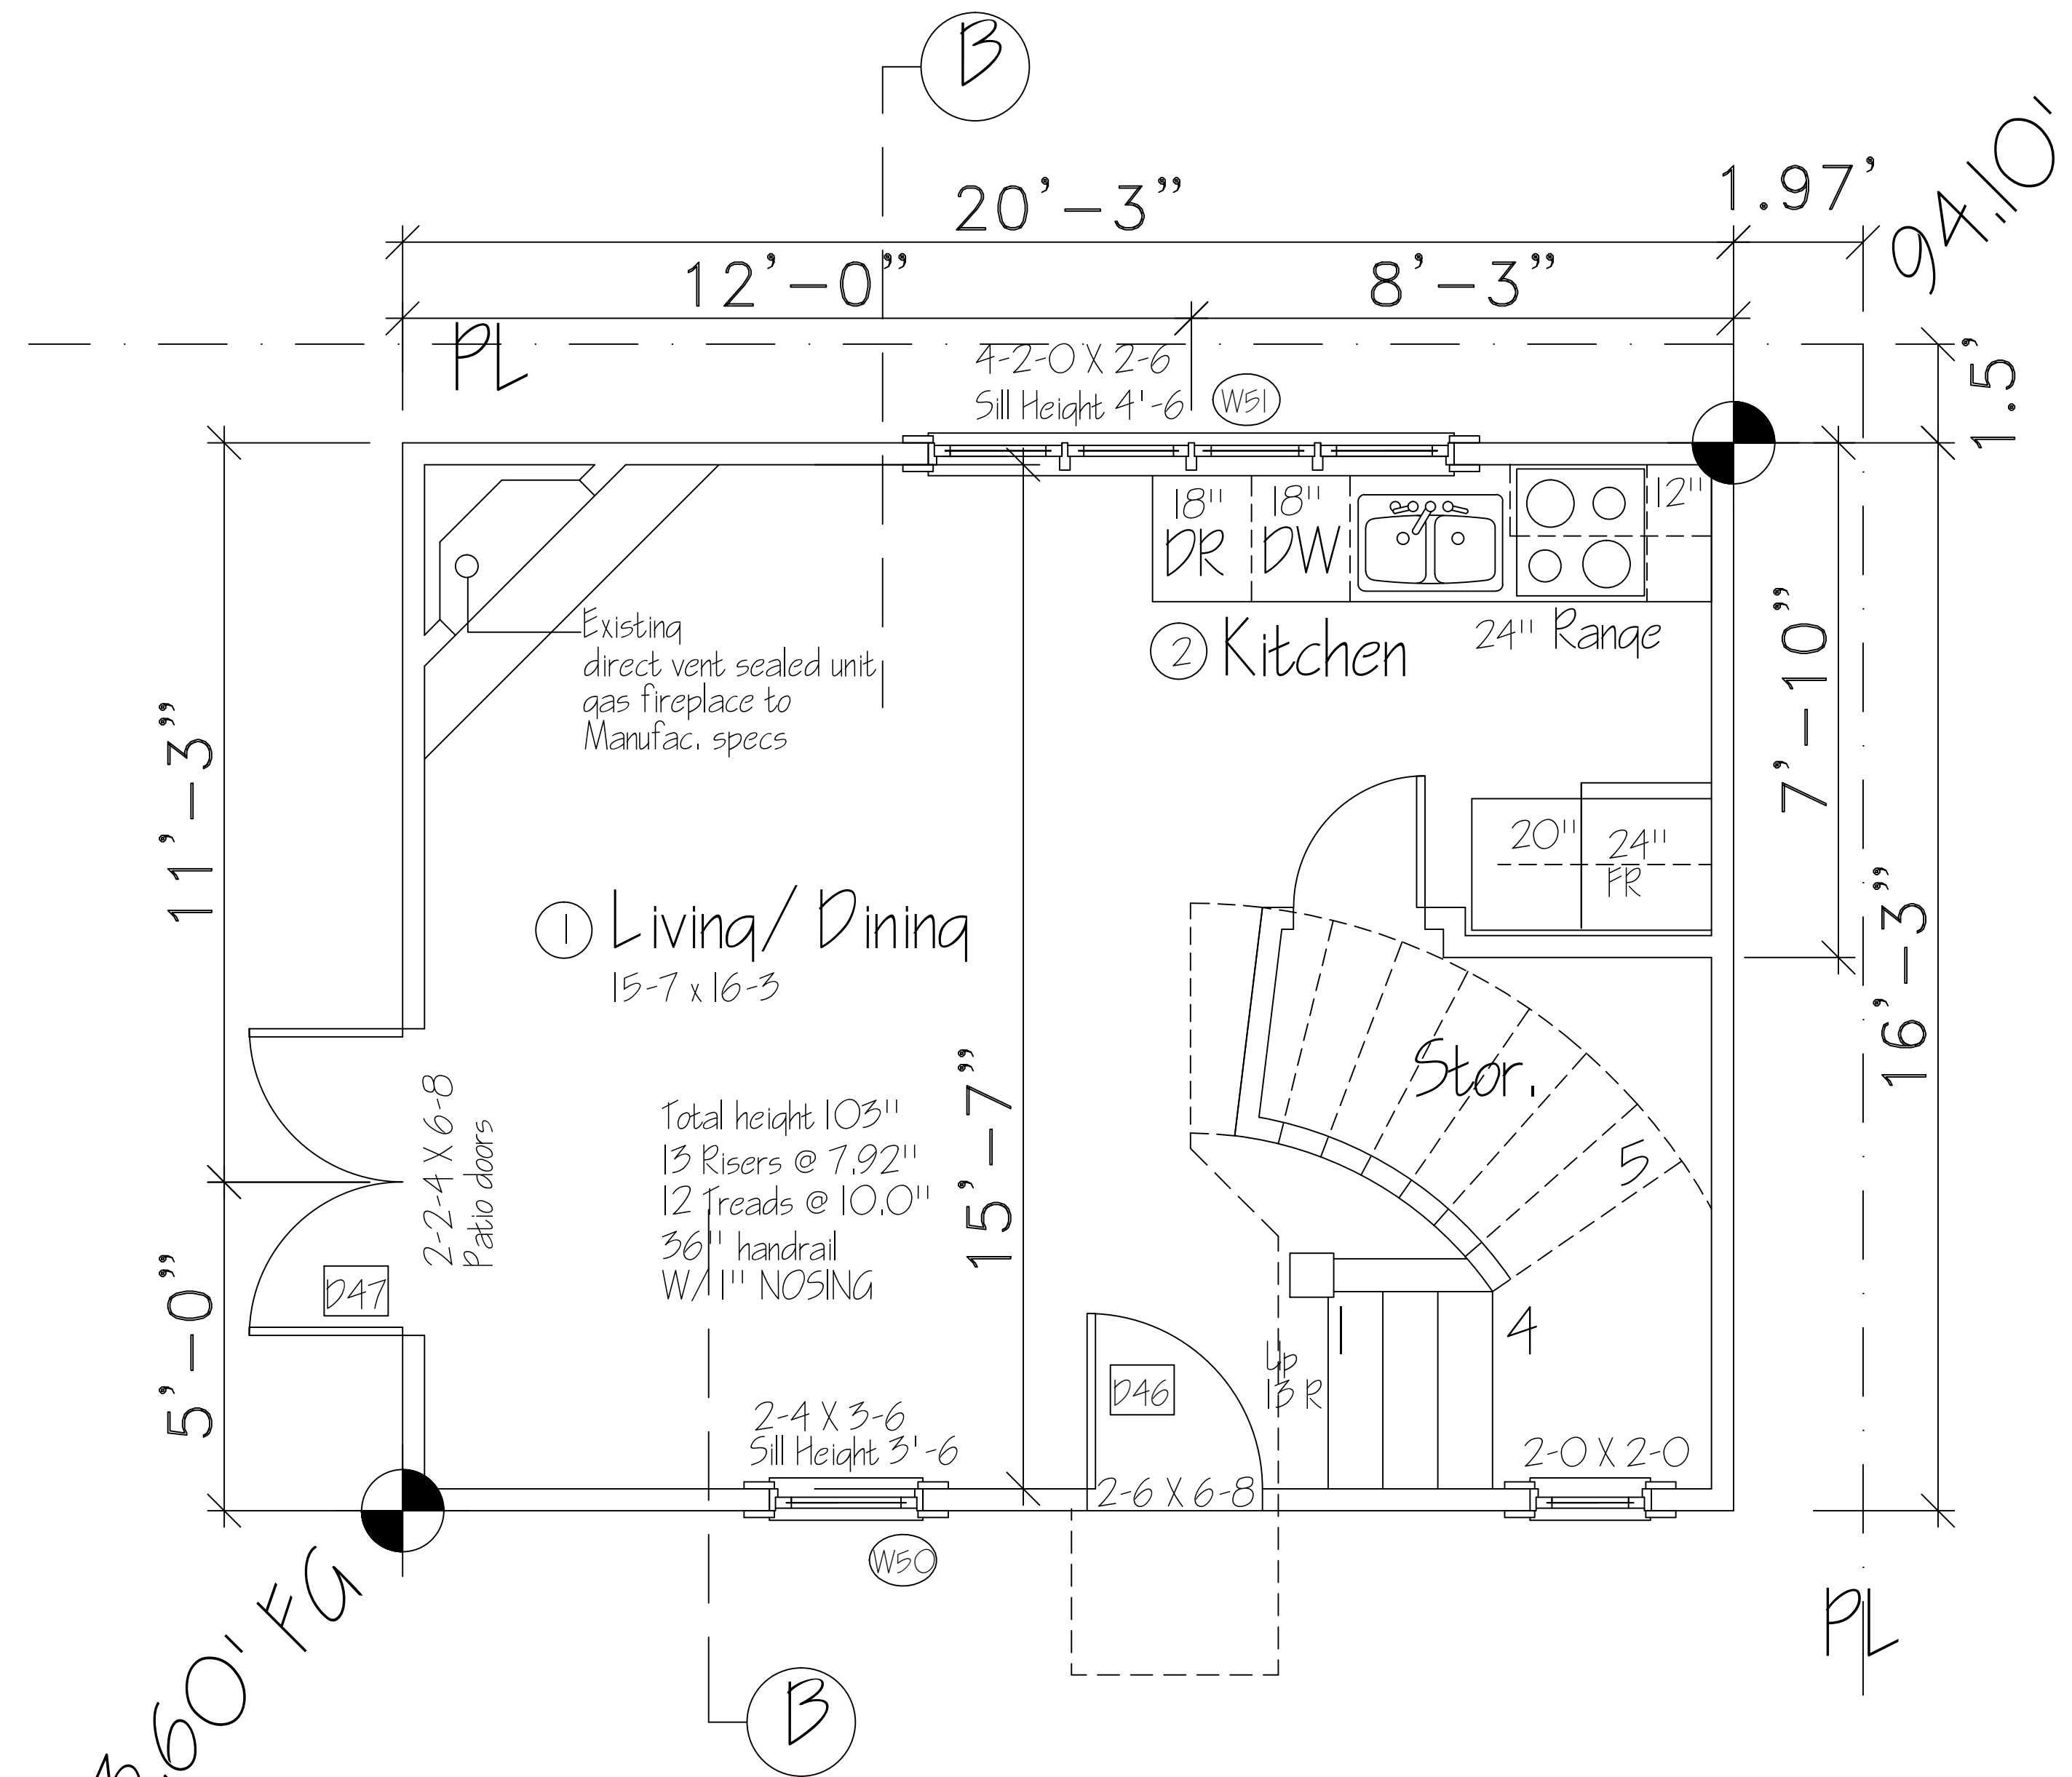 B
20'-3"
1.97'
94.10'
12'-0"
8'-3"
PL
4-2-0 X 2-6
Sill Height 4'-6
W51
1.5'
18"
DR
18"
DW
12"
Existing
direct vent sealed unit
gas fireplace to
Manufac. specs
2 Kitchen
24" Range
11'-3"
7'-10"
20"
24"
FR
1 Living/ Dining
15-7 x 16-3
16'-3"
Stor.
2-2-4 X 6-8
Patio doors
Total height 103"
13 Risers @ 7.92"
12 Treads @ 10.0"
36" handrail
W/ 1" NOSING
15'-7"
5
D47
5'-0"
1
4
Up
13 R
D46
2-4 X 3-6
Sill Height 3'-6
2-6 X 6-8
2-0 X 2-0
W50
.60' FG
PL
B